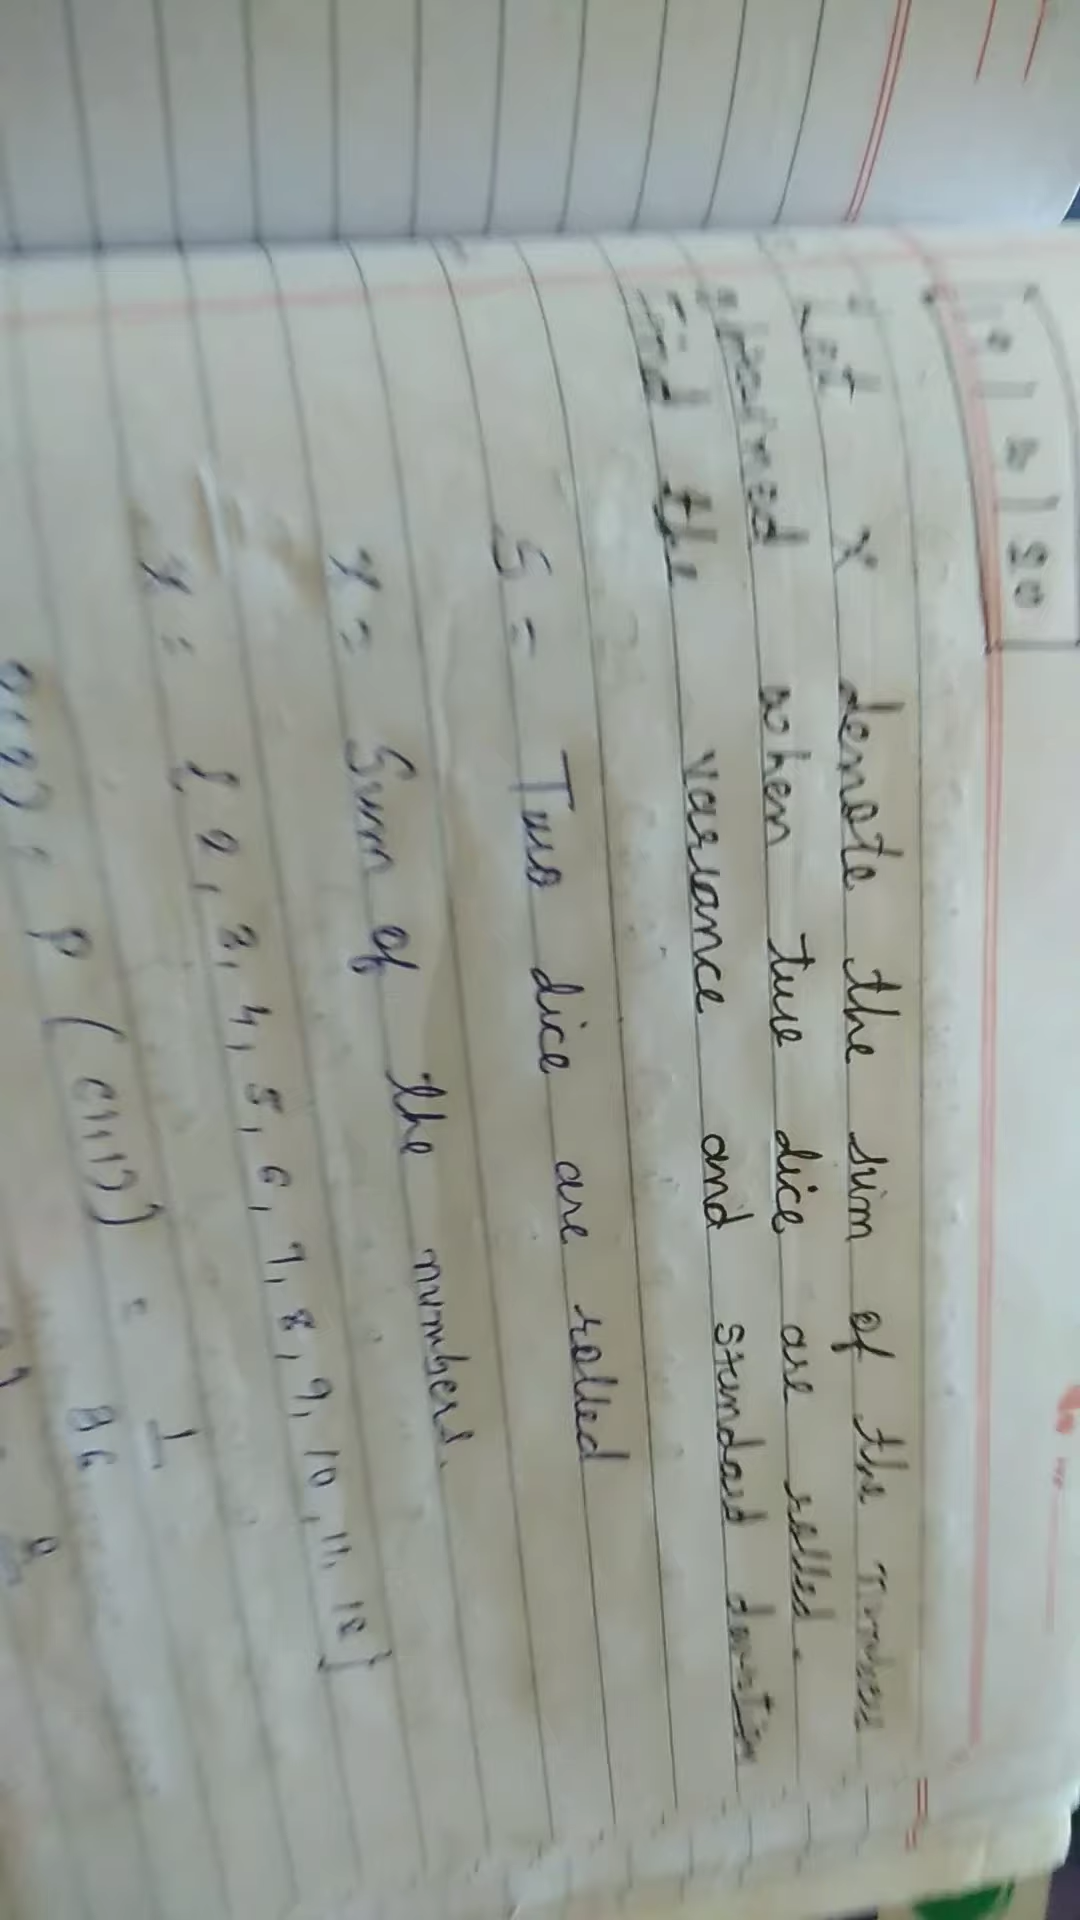 Let X denote the sum of the numbers
obtained when two dice are rolled.
Find the variance and standard deviation
S = Two dice are rolled
X = Sum of the numbers.
X = { 2, 3, 4, 5, 6, 7, 8, 9, 10, 11, 12 }
P ( (1,1) ) = 1/36